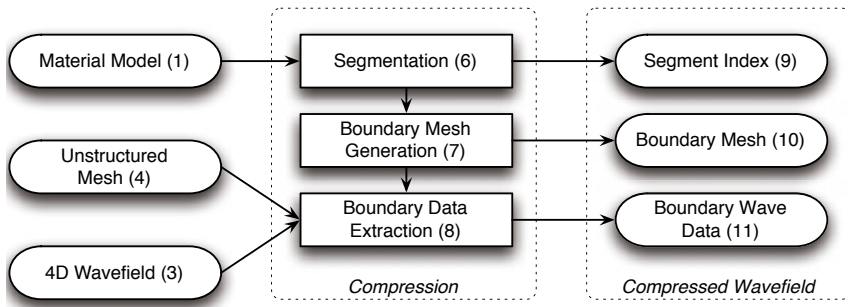 Material Model (1)
Segmentation (6)
Segment Index (9)
Boundary Mesh
Generation (7)
Boundary Mesh (10)
Unstructured
Mesh (4)
Boundary Data
Extraction (8)
Boundary Wave
Data (11)
4D Wavefield (3)
Compression
Compressed Wavefield